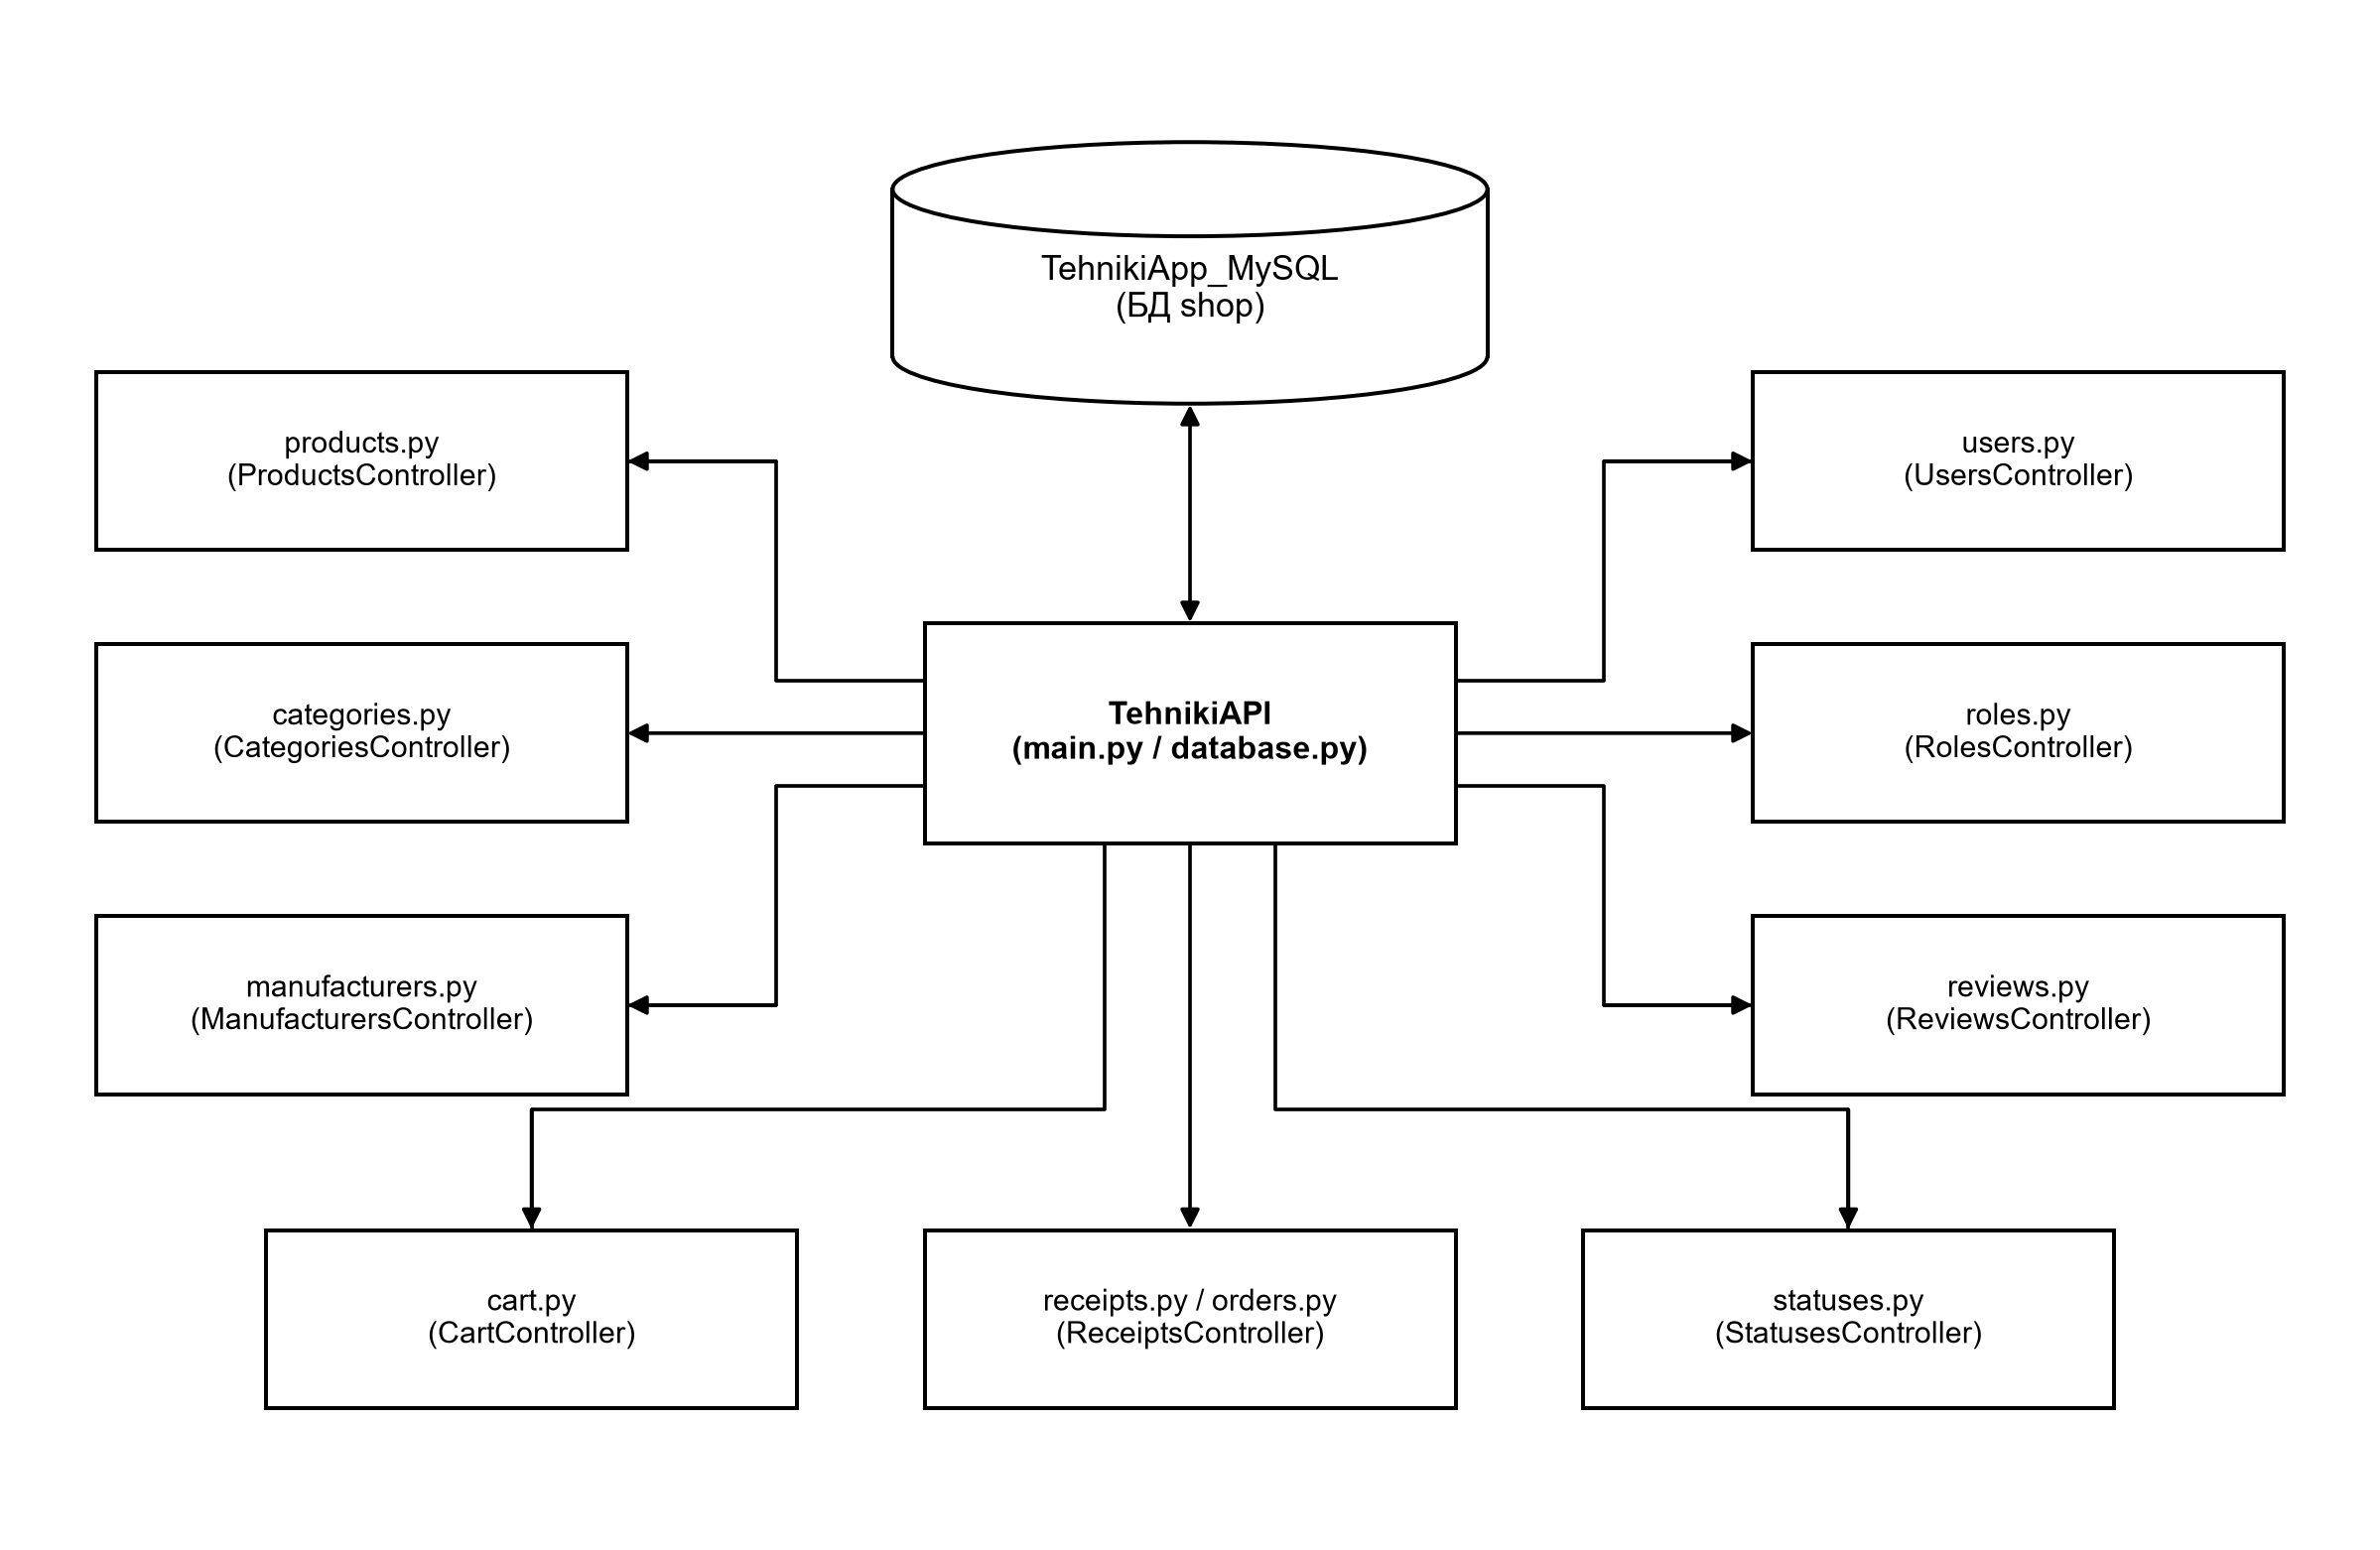 TehnikiApp_MySQL
(БД shop)
products.py
(ProductsController)
users.py
(UsersController)
categories.py
(CategoriesController)
TehnikiAPI
(main.py / database.py)
roles.py
(RolesController)
manufacturers.py
(ManufacturersController)
reviews.py
(ReviewsController)
cart.py
(CartController)
receipts.py / orders.py
(ReceiptsController)
statuses.py
(StatusesController)